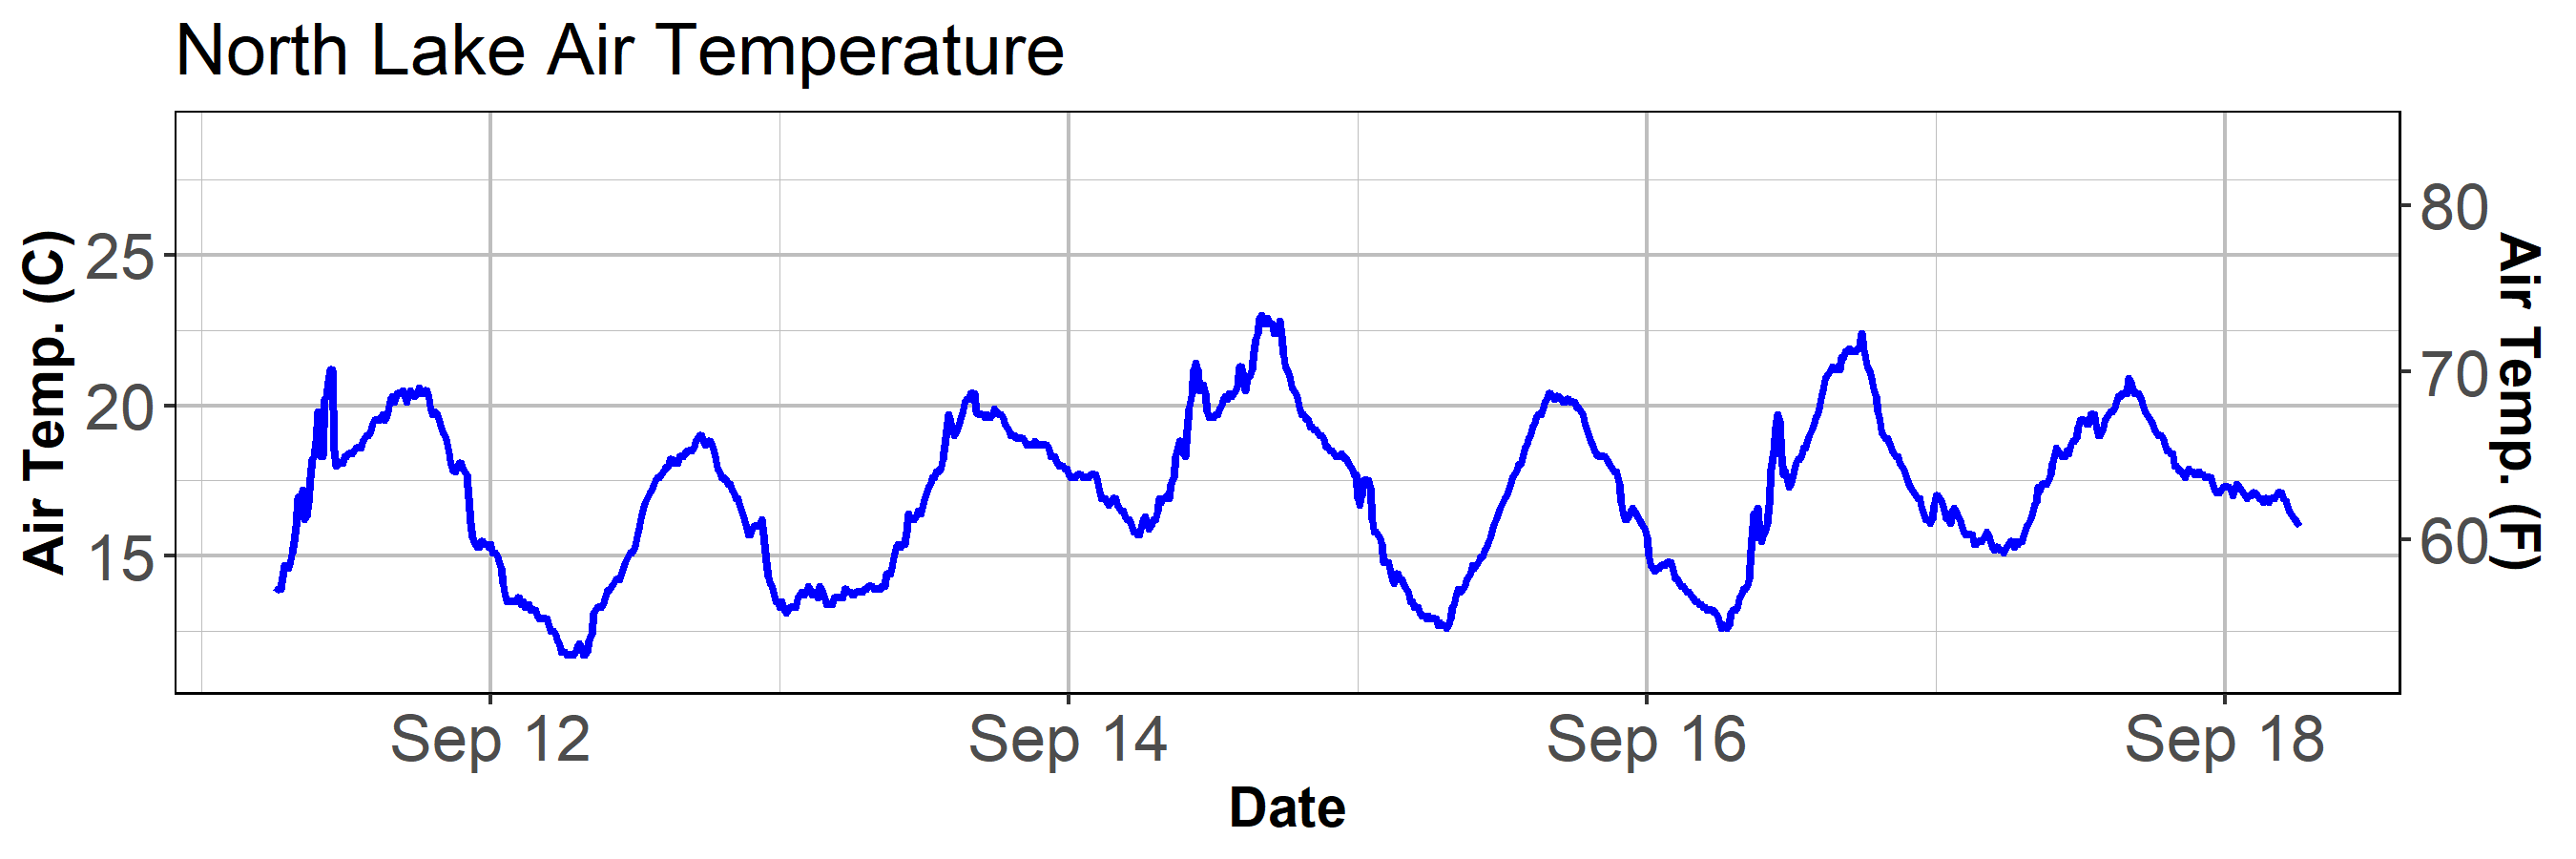 North Lake Air Temperature
Air Temp. (C)
25
20
15
80
70
60
Air Temp. (F)
Sep 12 Sep 14 Sep 16 Sep 18
Date